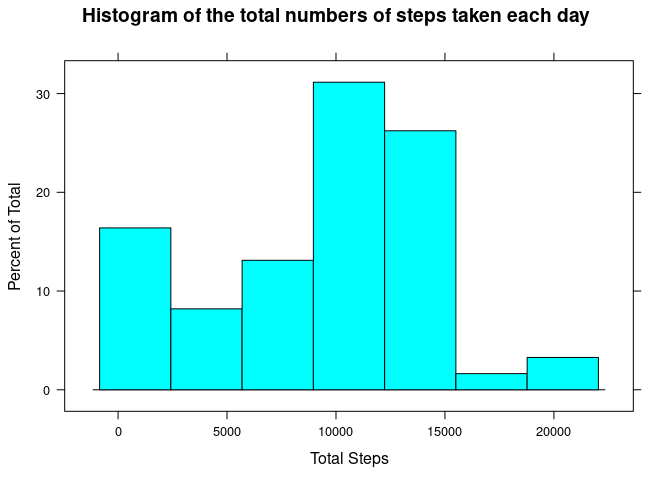 Histogram of the total numbers of steps taken each day
30
20
10
0
Percent of Total
0 5000 10000 15000 20000
Total Steps